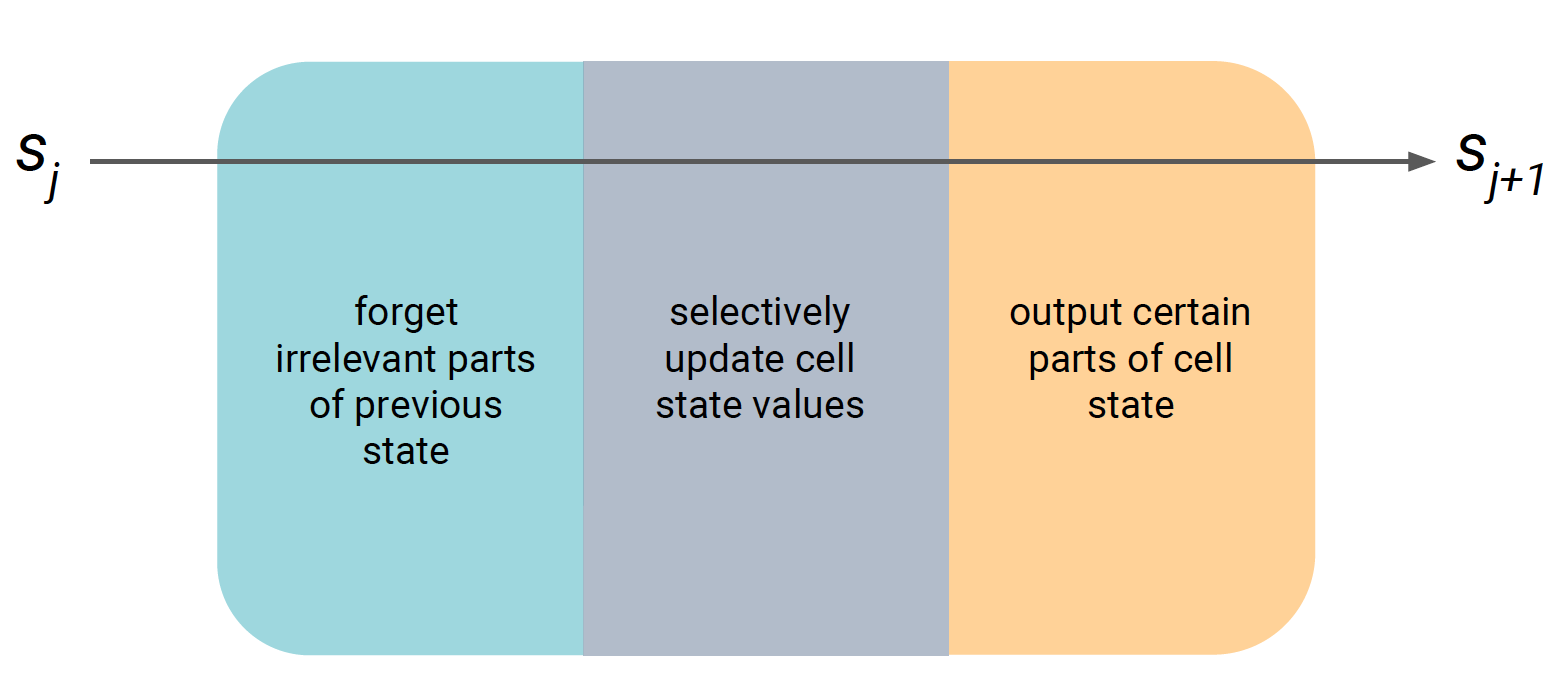 s_j
s_{j+1}
forget
irrelevant parts
of previous
state
selectively
update cell
state values
output certain
parts of cell
state